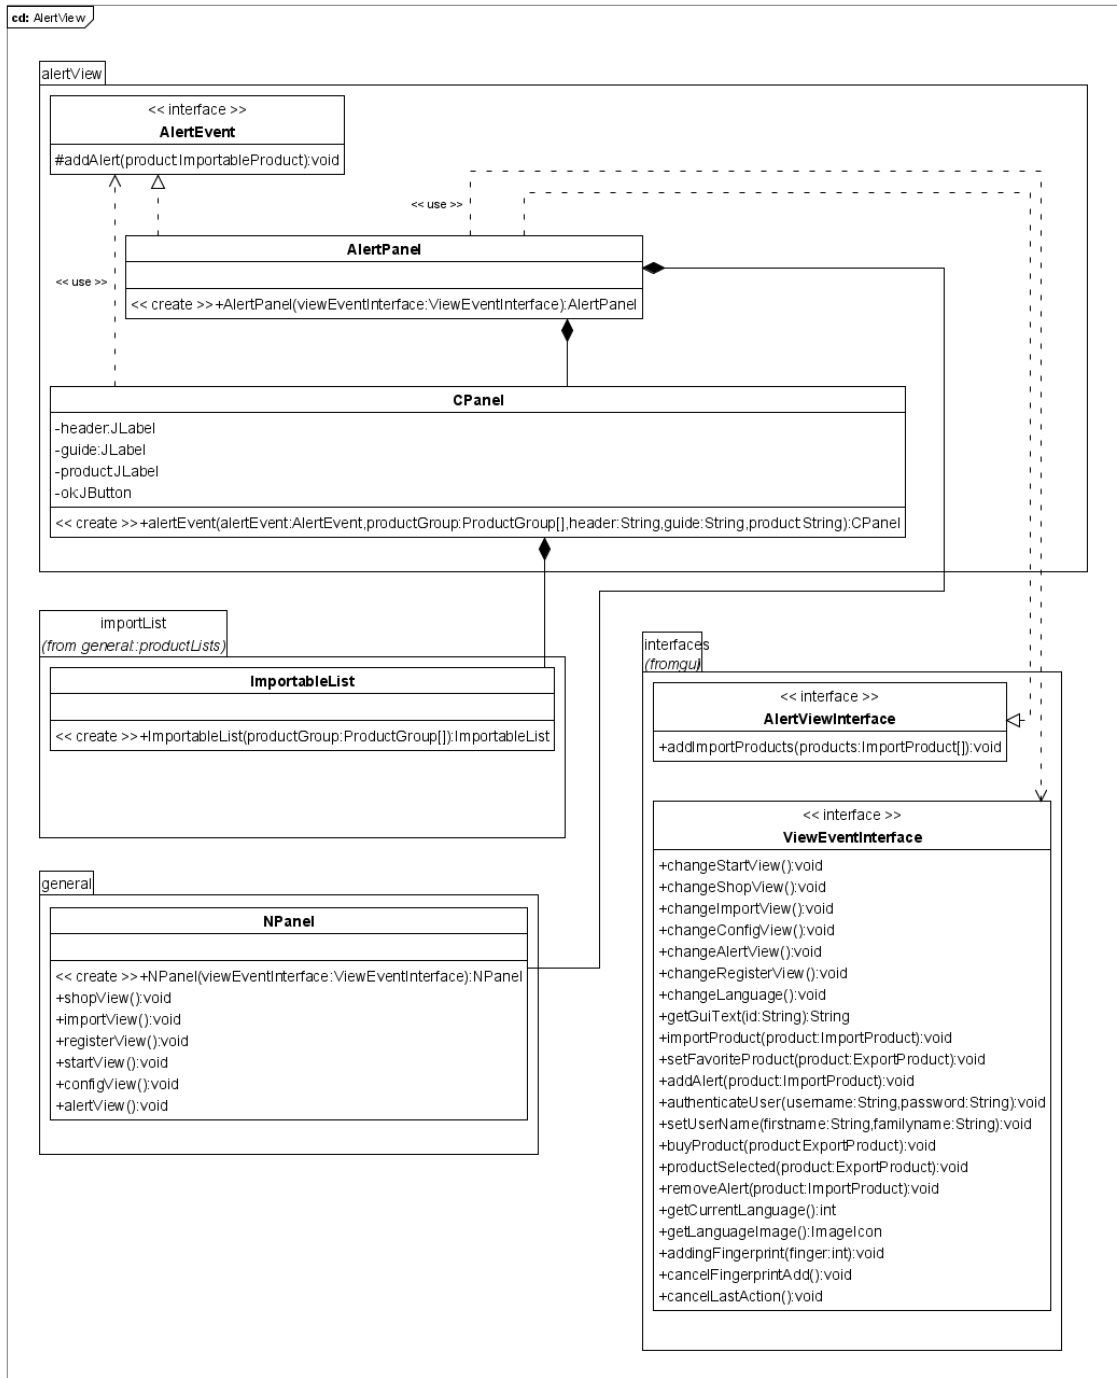 cd: AlertView
alertView
<< interface >>
AlertEvent
#addAlert(product:ImportableProduct):void
<< use >>
<< use >>
AlertPanel
<< create >>+AlertPanel(viewEventInterface:ViewEventInterface):AlertPanel
CPanel
-header:JLabel
-guide:JLabel
-product:JLabel
-ok:JButton
<< create >>+alertEvent(alertEvent:AlertEvent,productGroup:ProductGroup[],header:String,guide:String,product:String):CPanel
importList
(from general::productLists)
ImportableList
<< create >>+ImportableList(productGroup:ProductGroup[]):ImportableList
general
NPanel
<< create >>+NPanel(viewEventInterface:ViewEventInterface):NPanel
+shopView():void
+importView():void
+registerView():void
+startView():void
+configView():void
+alertView():void
interfaces
(from gui)
<< interface >>
AlertViewInterface
+addImportProducts(products:ImportProduct[]):void
<< interface >>
ViewEventInterface
+changeStartView():void
+changeShopView():void
+changeImportView():void
+changeConfigView():void
+changeAlertView():void
+changeRegisterView():void
+changeLanguage():void
+getGuiText(id:String):String
+importProduct(product:ImportProduct):void
+setFavoriteProduct(product:ExportProduct):void
+addAlert(product:ImportProduct):void
+authenticateUser(username:String,password:String):void
+setUserName(firstname:String,familyname:String):void
+buyProduct(product:ExportProduct):void
+productSelected(product:ExportProduct):void
+removeAlert(product:ImportProduct):void
+getCurrentLanguage():int
+getLanguageImage():ImageIcon
+addingFingerprint(finger:int):void
+cancelFingerprintAdd():void
+cancelLastAction():void